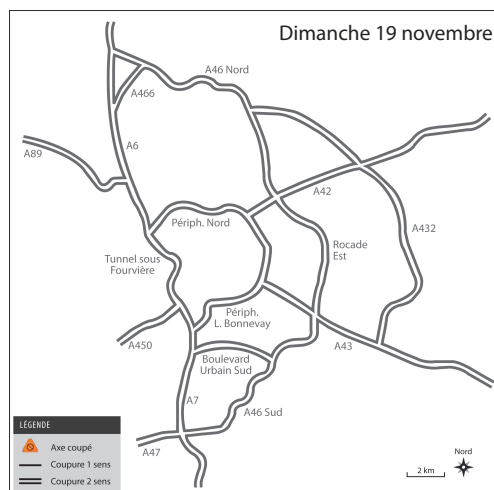 Dimanche 19 novembre
A46 Nord
A466
A6
A89
A42
Périph. Nord
A432
Rocade
Est
Tunnel sous
Fourvière
Périph.
L. Bonnevay
A450
A43
Boulevard
Urbain Sud
A7
A46 Sud
A47
LÉGENDE
Axe coupé
Coupure 1 sens
Coupure 2 sens
2 km
Nord